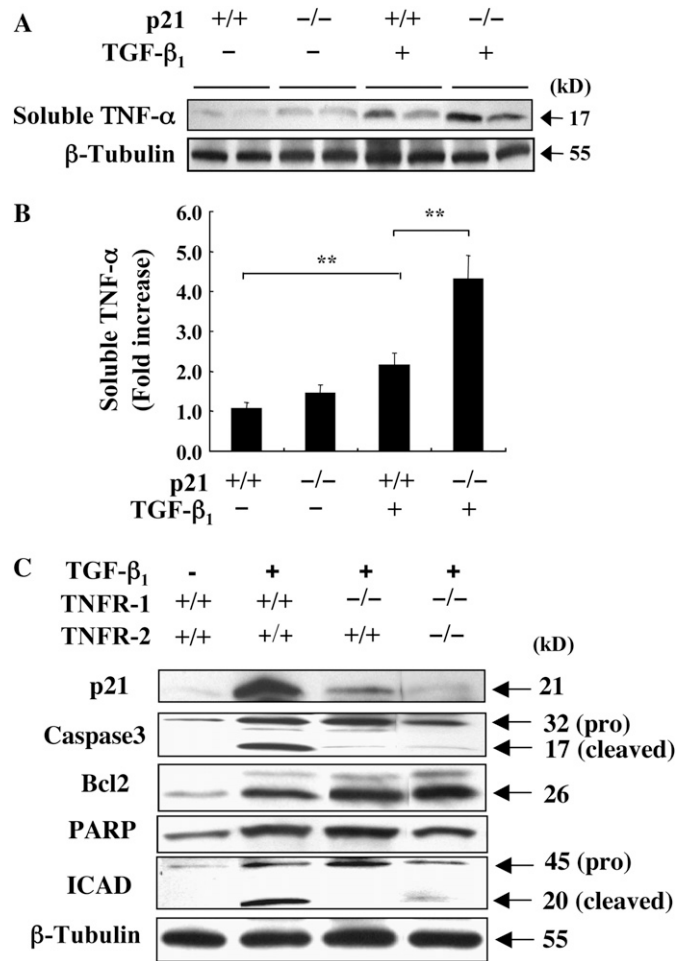 A
p21 +/+ −/− +/+ −/−
TGF-β₁ − − + +
(kD)
Soluble TNF-α 17
β-Tubulin 55
B
Soluble TNF-α
(Fold increase)
6.0
5.0
4.0
3.0
2.0
1.0
0.0
**
**
p21 +/+ −/− +/+ −/−
TGF-β₁ − − + +
C
TGF-β₁ - + + +
TNFR-1 +/+ +/+ −/− −/−
TNFR-2 +/+ +/+ +/+ −/−
(kD)
p21 21
Caspase3 32 (pro)
17 (cleaved)
Bcl2 26
PARP
ICAD 45 (pro)
20 (cleaved)
β-Tubulin 55